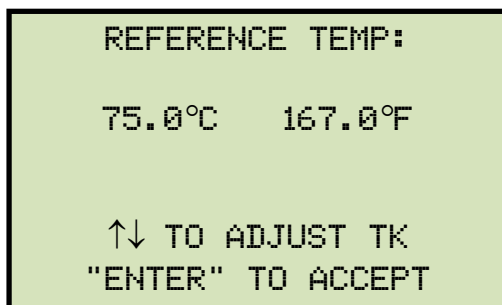 REFERENCE TEMP:
75.0°C 167.0°F
↑↓ TO ADJUST TK
"ENTER" TO ACCEPT